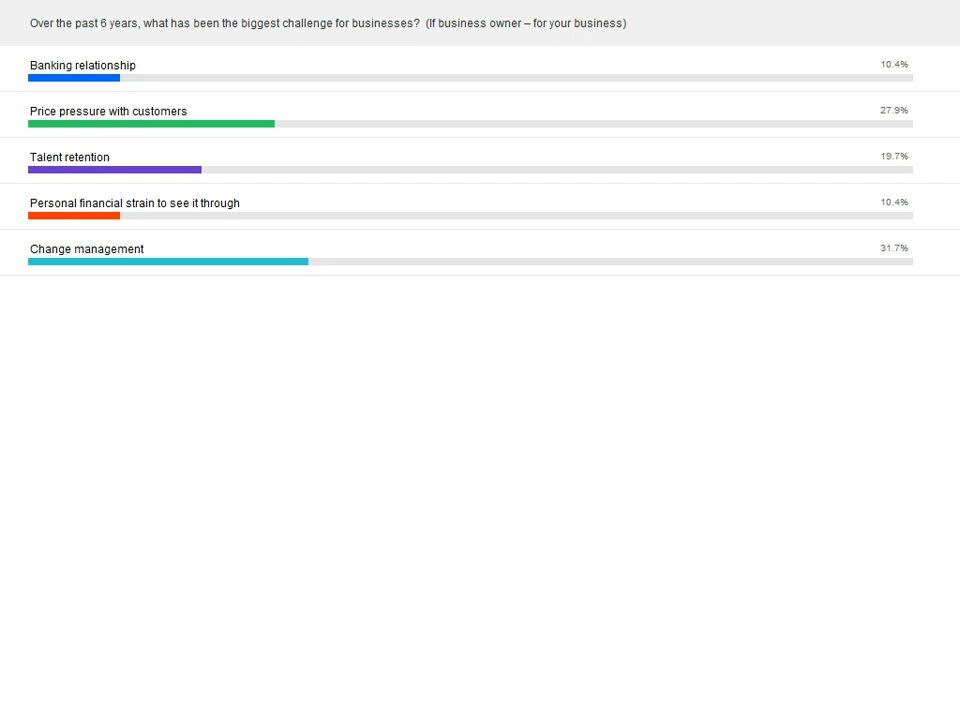 Over the past 6 years, what has been the biggest challenge for businesses?  (If business owner – for your business)
Banking relationship 10.4%
Price pressure with customers 27.9%
Talent retention 19.7%
Personal financial strain to see it through 10.4%
Change management 31.7%